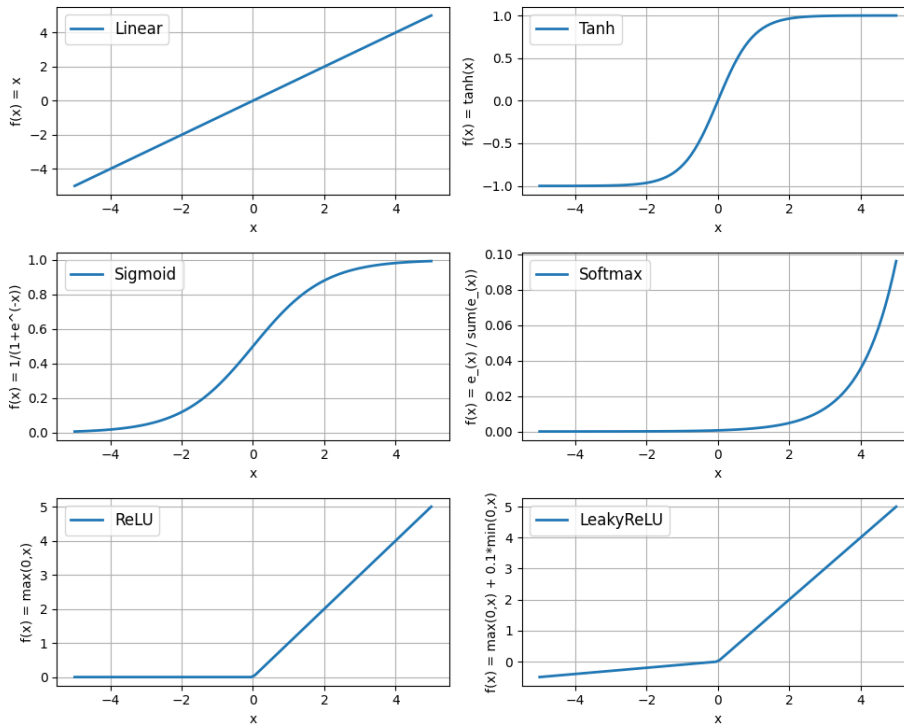 Linear
f(x) = x
4
2
0
−2
−4
−4 −2 0 2 4
x
Tanh
f(x) = tanh(x)
1.0
0.5
0.0
−0.5
−1.0
−4 −2 0 2 4
x
Sigmoid
f(x) = 1/(1+e^(-x))
1.0
0.8
0.6
0.4
0.2
0.0
−4 −2 0 2 4
x
Softmax
f(x) = e_(x) / sum(e_(x))
0.10
0.08
0.06
0.04
0.02
0.00
−4 −2 0 2 4
x
ReLU
f(x) = max(0,x)
5
4
3
2
1
0
−4 −2 0 2 4
x
LeakyReLU
f(x) = max(0,x) + 0.1*min(0,x)
5
4
3
2
1
0
−4 −2 0 2 4
x